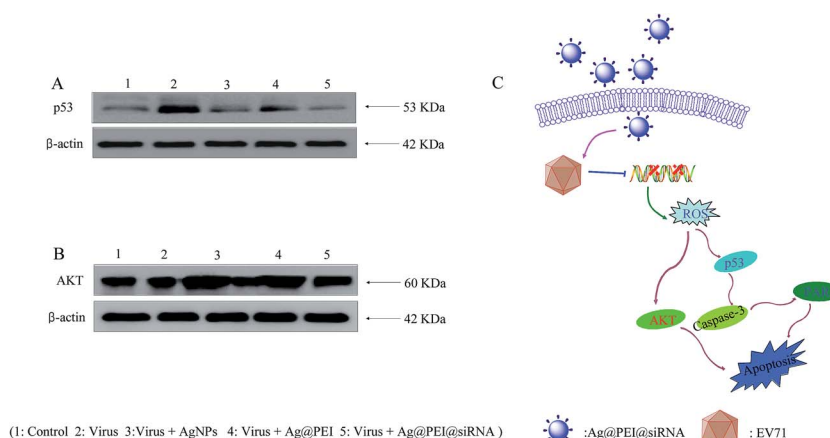 A
1 2 3 4 5
p53
53 KDa
β-actin
42 KDa
B
1 2 3 4 5
AKT
60 KDa
β-actin
42 KDa
C
ROS
p53
AKT
Caspase-3
Apoptosis
(1: Control 2: Virus 3:Virus + AgNPs 4: Virus + Ag@PEI 5: Virus + Ag@PEI@siRNA )
:Ag@PEI@siRNA
: EV71